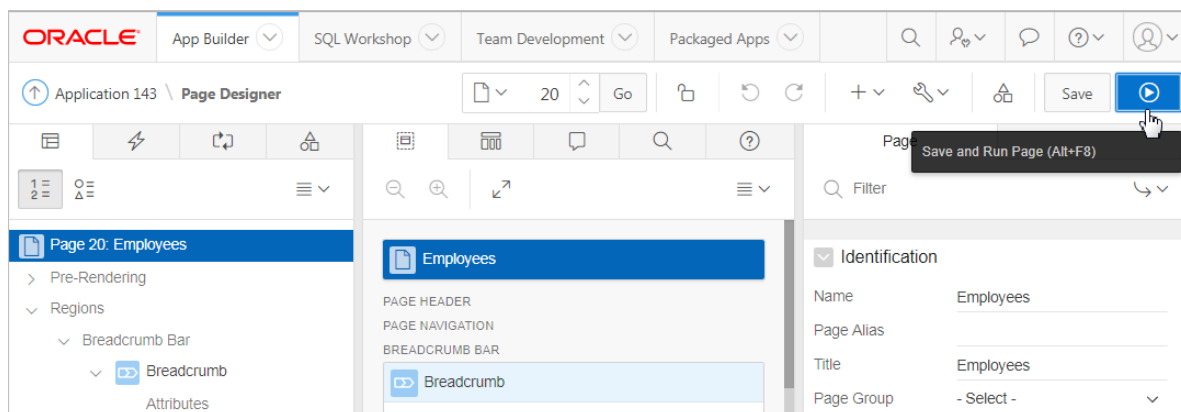 ORACLE App Builder SQL Workshop Team Development Packaged Apps
Application 143 \ Page Designer 20 Go Save
Page
Save and Run Page (Alt+F8)
Filter
Page 20: Employees
Employees
Identification
Pre-Rendering
Name Employees
PAGE HEADER
Regions
PAGE NAVIGATION
Page Alias
Breadcrumb Bar
BREADCRUMB BAR
Title Employees
Breadcrumb
Breadcrumb
Attributes
Page Group - Select -